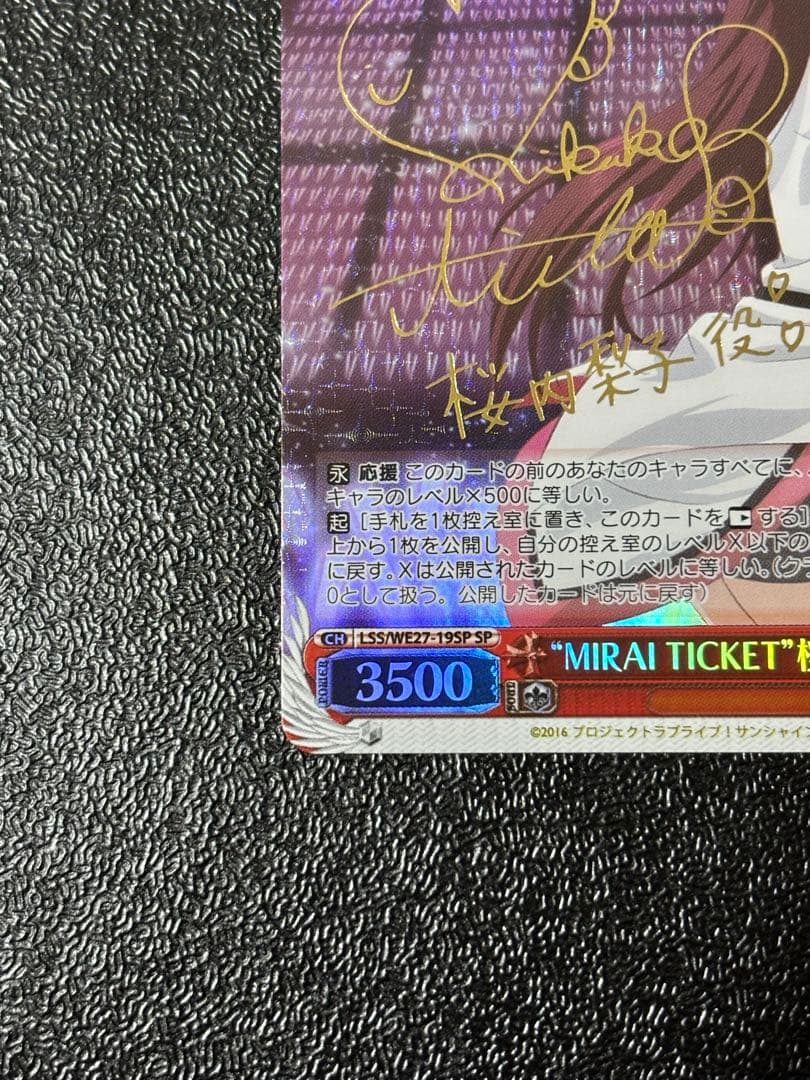 桜内梨子役
永 応援 このカードの前のあなたのキャラすべてに、
キャラのレベル×500に等しい。
起 [手札を1枚控え室に置き、このカードを する]
上から1枚を公開し、自分の控え室のレベルX以下の
に戻す。Xは公開されたカードのレベルに等しい。(クラ
0として扱う。公開したカードは元に戻す)
CH LSS/WE27-19SP SP
POWER 3500
SOUL
“MIRAI TICKET”桜
©2016 プロジェクトラブライブ！サンシャイン